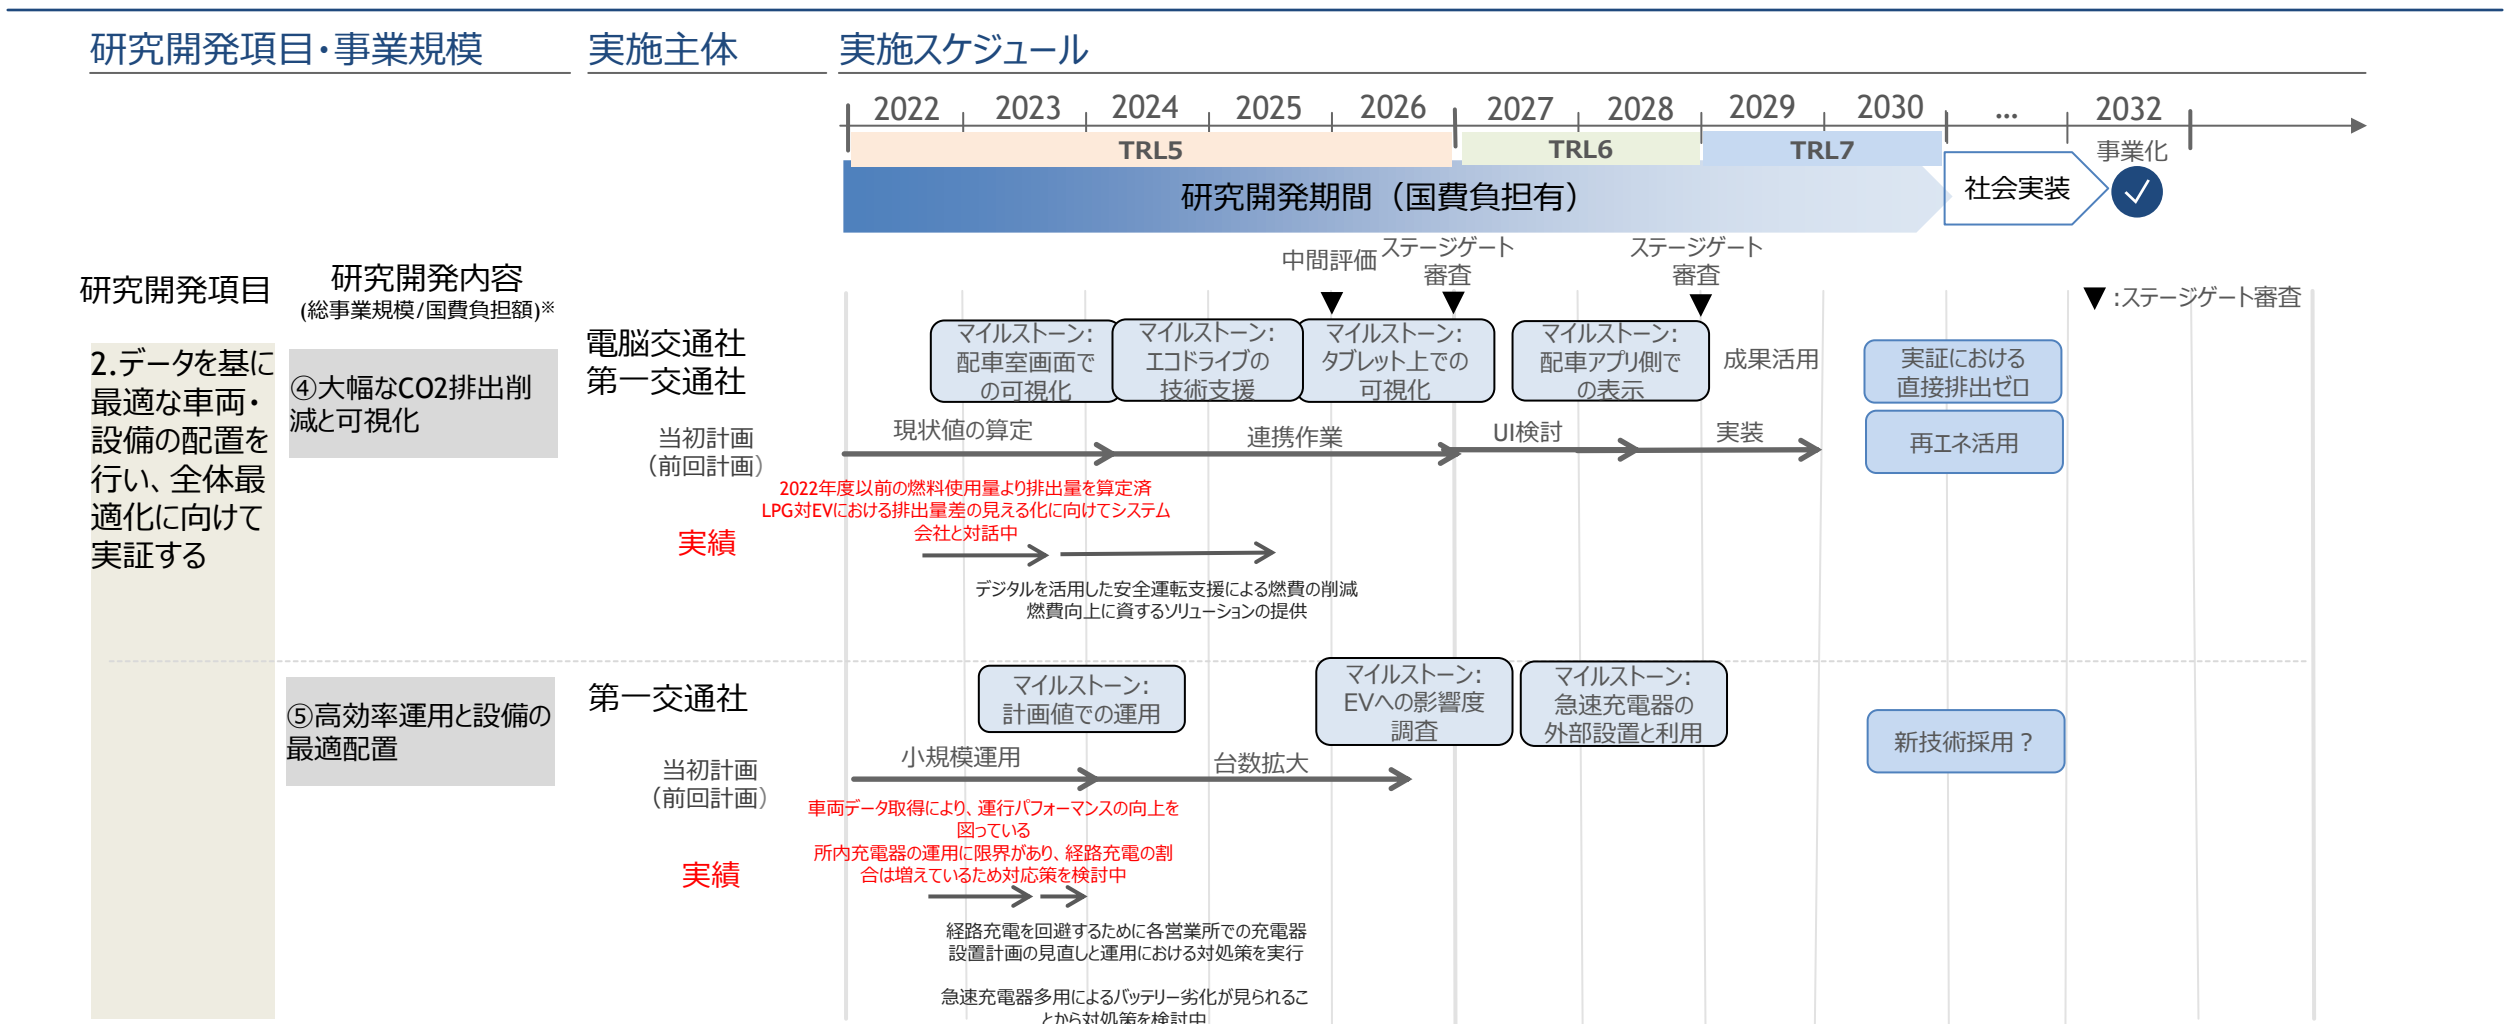 研究開発項目・事業規模
実施主体
実施スケジュール
2022 2023 2024 2025 2026 2027 2028 2029 2030 … 2032
TRL5 TRL6 TRL7
事業化
研究開発期間（国費負担有）
社会実装
中間評価
ステージゲート
審査
ステージゲート
審査
▼:ステージゲート審査
研究開発項目
研究開発内容
(総事業規模/国費負担額)※
2.データを基に
最適な車両・
設備の配置を
行い、全体最
適化に向けて
実証する
④大幅なCO2排出削
減と可視化
電脳交通社
第一交通社
マイルストーン:
配車室画面で
の可視化
マイルストーン:
エコドライブの
技術支援
マイルストーン:
タブレット上での
可視化
マイルストーン:
配車アプリ側で
の表示
成果活用
実証における
直接排出ゼロ
再エネ活用
当初計画
（前回計画）
現状値の算定
連携作業
UI検討
実装
実績
2022年度以前の燃料使用量より排出量を算定済
LPG対EVにおける排出量差の見える化に向けてシステム
会社と対話中
デジタルを活用した安全運転支援による燃費の削減
燃費向上に資するソリューションの提供
⑤高効率運用と設備の
最適配置
第一交通社
マイルストーン:
計画値での運用
マイルストーン:
EVへの影響度
調査
マイルストーン:
急速充電器の
外部設置と利用
新技術採用？
当初計画
（前回計画）
小規模運用
台数拡大
実績
車両データ取得により、運行パフォーマンスの向上を
図っている
所内充電器の運用に限界があり、経路充電の割
合は増えているため対応策を検討中
経路充電を回避するために各営業所での充電器
設置計画の見直しと運用における対処策を実行
急速充電器多用によるバッテリー劣化が見られるこ
とから対処策を検討中